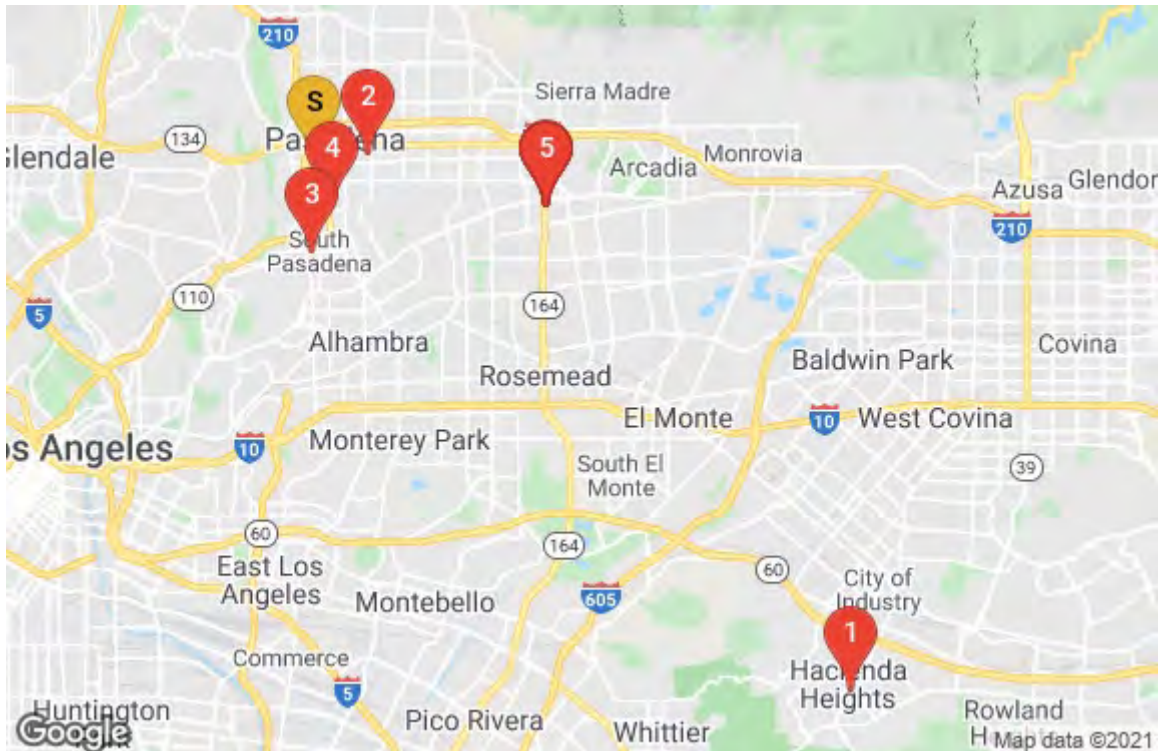 210
S
2
Sierra Madre
134
Pasadena
5
Glendale
4
Arcadia
Monrovia
3
Azusa
Glendor
South
Pasadena
210
110
164
5
Alhambra
Baldwin Park
Covina
Rosemead
El Monte
10
West Covina
os Angeles
10
Monterey Park
South El
Monte
39
60
164
60
East Los
Angeles
Montebello
605
City of
Industry
1
Commerce
5
Hacienda
Heights
Huntington
Pico Rivera
Whittier
Rowland
Google
Map data ©2021